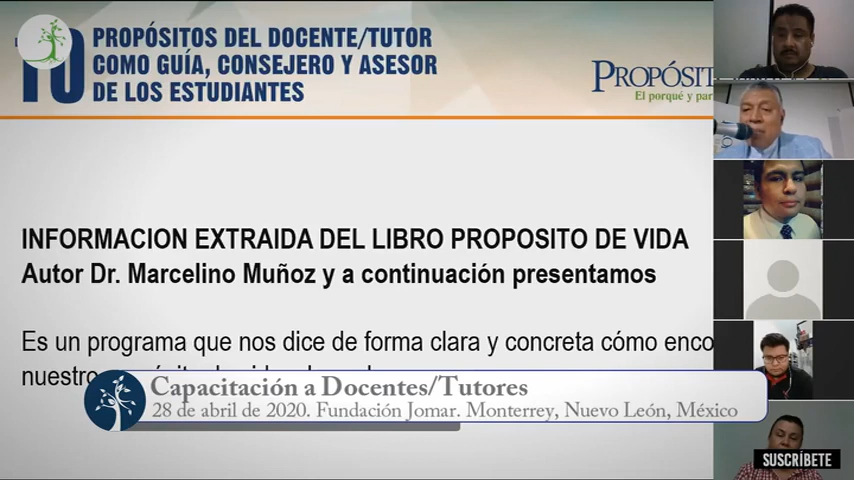 10 PROPÓSITOS DEL DOCENTE/TUTOR
COMO GUÍA, CONSEJERO Y ASESOR
DE LOS ESTUDIANTES
PROPÓSIT
El porqué y par
INFORMACION EXTRAIDA DEL LIBRO PROPOSITO DE VIDA
Autor Dr. Marcelino Muñoz y a continuación presentamos
Es un programa que nos dice de forma clara y concreta cómo enco
nuestro
Capacitación a Docentes/Tutores
28 de abril de 2020. Fundación Jomar. Monterrey, Nuevo León, México
SUSCRÍBETE